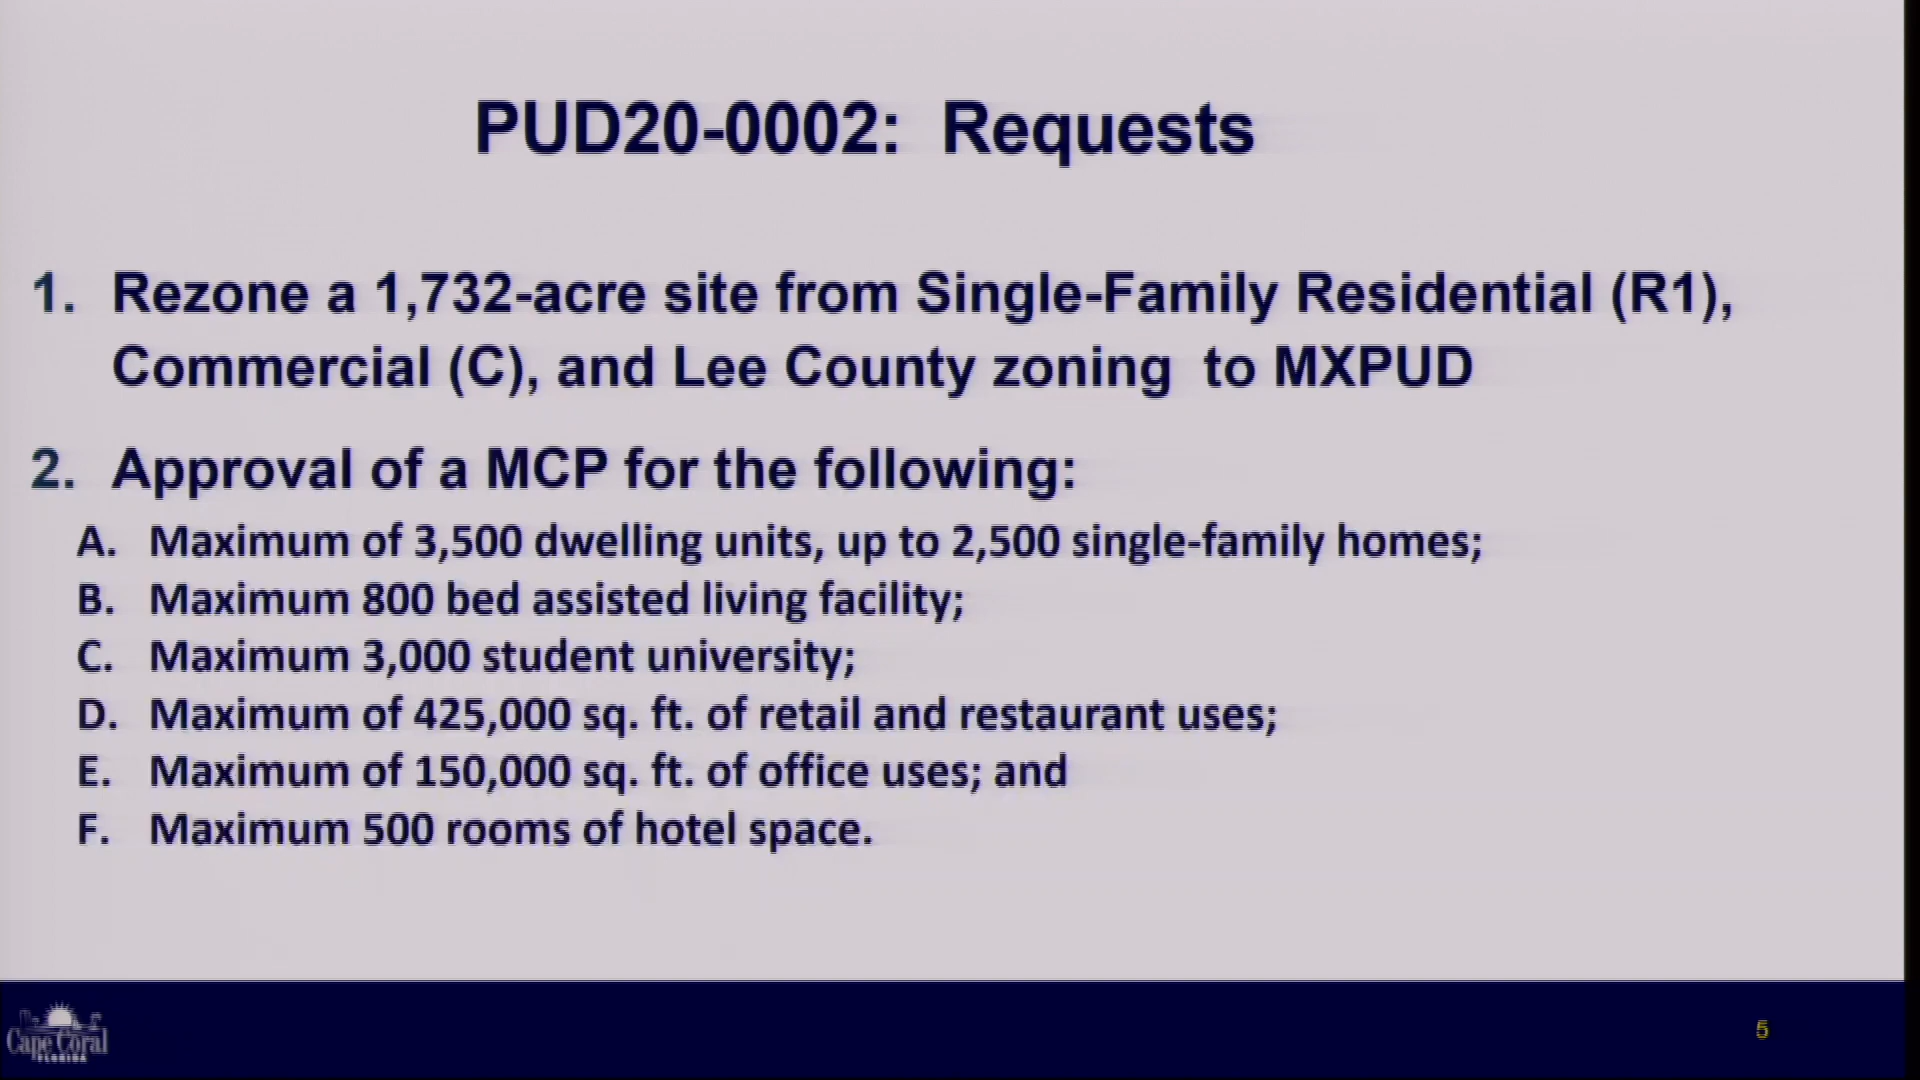 PUD20-0002: Requests
1. Rezone a 1,732-acre site from Single-Family Residential (R1),
Commercial (C), and Lee County zoning to MXPUD
2. Approval of a MCP for the following:
A. Maximum of 3,500 dwelling units, up to 2,500 single-family homes;
B. Maximum 800 bed assisted living facility;
C. Maximum 3,000 student university;
D. Maximum of 425,000 sq. ft. of retail and restaurant uses;
E. Maximum of 150,000 sq. ft. of office uses; and
F. Maximum 500 rooms of hotel space.
Cape Coral
FLORIDA
5